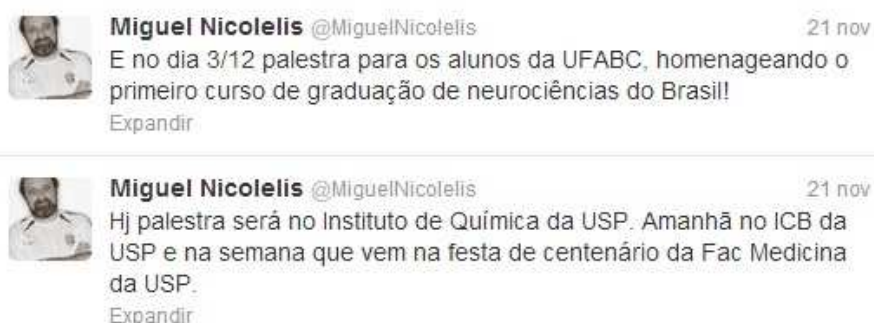 Miguel Nicolelis @MiguelNicolelis 21 nov
E no dia 3/12 palestra para os alunos da UFABC, homenageando o
primeiro curso de graduação de neurociências do Brasil!
Expandir
Miguel Nicolelis @MiguelNicolelis 21 nov
Hj palestra será no Instituto de Química da USP. Amanhã no ICB da
USP e na semana que vem na festa de centenário da Fac Medicina
da USP.
Expandir